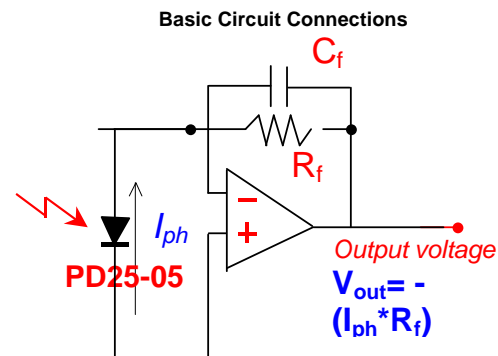 Basic Circuit Connections
Cf
Rf
−
+
Iph
PD25-05
Output voltage
Vout= -
(Iph*Rf)